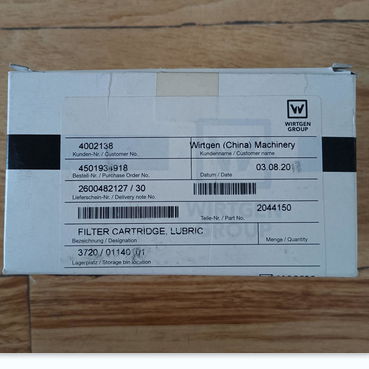 W
WIRTGEN
GROUP
4002138 Wirtgen (China) Machinery
Kunden-Nr / Customer No. Kundenname / Customer name
4501934918 03.08.20
Bestell-Nr. / Purchase Order No. Datum / Date
2600482127 / 30
Lieferschein-Nr. / Delivery note No.
2044150
Teile-Nr. / Part No.
FILTER CARTRIDGE, LUBRIC
Bezeichnung / Designation Menge / Quantity
3720 / 01140 01
Lagerplatz / Storage bin location